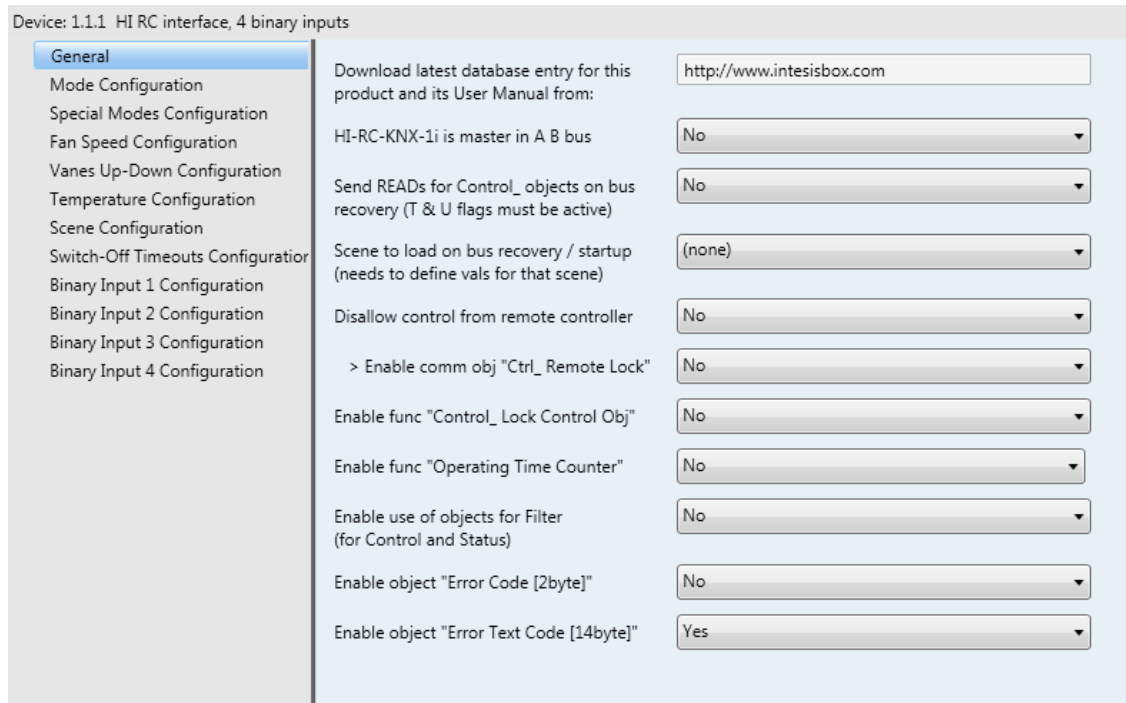 Device: 1.1.1 HI RC interface, 4 binary inputs
General
Mode Configuration
Special Modes Configuration
Fan Speed Configuration
Vanes Up-Down Configuration
Temperature Configuration
Scene Configuration
Switch-Off Timeouts Configuration
Binary Input 1 Configuration
Binary Input 2 Configuration
Binary Input 3 Configuration
Binary Input 4 Configuration
Download latest database entry for this
product and its User Manual from:
http://www.intesisbox.com
HI-RC-KNX-1i is master in A B bus
No
Send READs for Control_ objects on bus
recovery (T & U flags must be active)
No
Scene to load on bus recovery / startup
(needs to define vals for that scene)
(none)
Disallow control from remote controller
No
> Enable comm obj "Ctrl_ Remote Lock"
No
Enable func "Control_ Lock Control Obj"
No
Enable func "Operating Time Counter"
No
Enable use of objects for Filter
(for Control and Status)
No
Enable object "Error Code [2byte]"
No
Enable object "Error Text Code [14byte]"
Yes